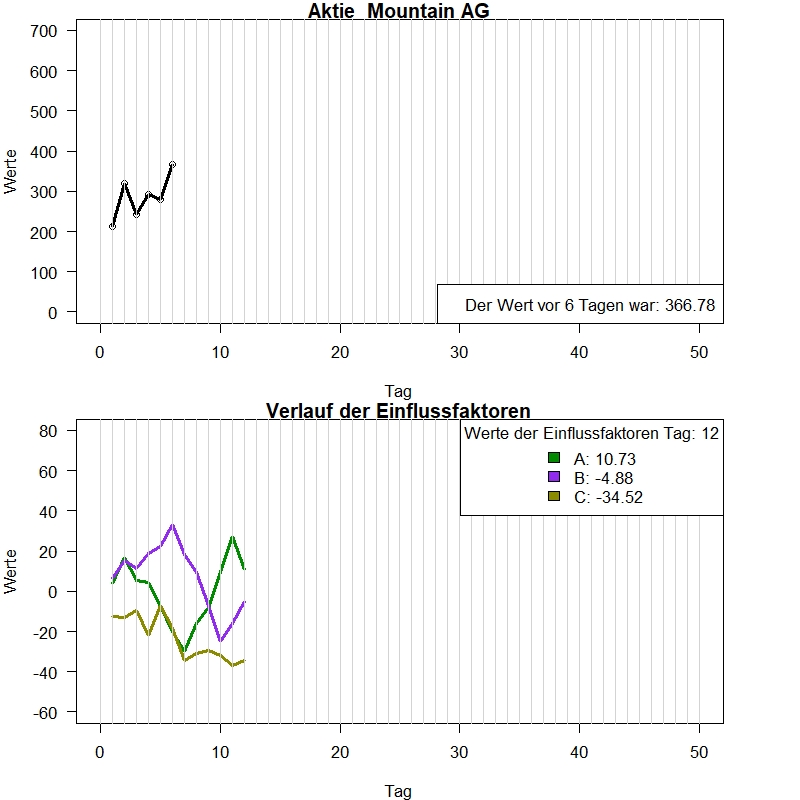 Aktie  Mountain AG
Werte
700
600
500
400
300
200
100
0
Der Wert vor 6 Tagen war: 366.78
0 10 20 30 40 50
Tag
Verlauf der Einflussfaktoren
Werte
80
60
40
20
0
-20
-40
-60
Werte der Einflussfaktoren Tag: 12
A: 10.73
B: -4.88
C: -34.52
0 10 20 30 40 50
Tag